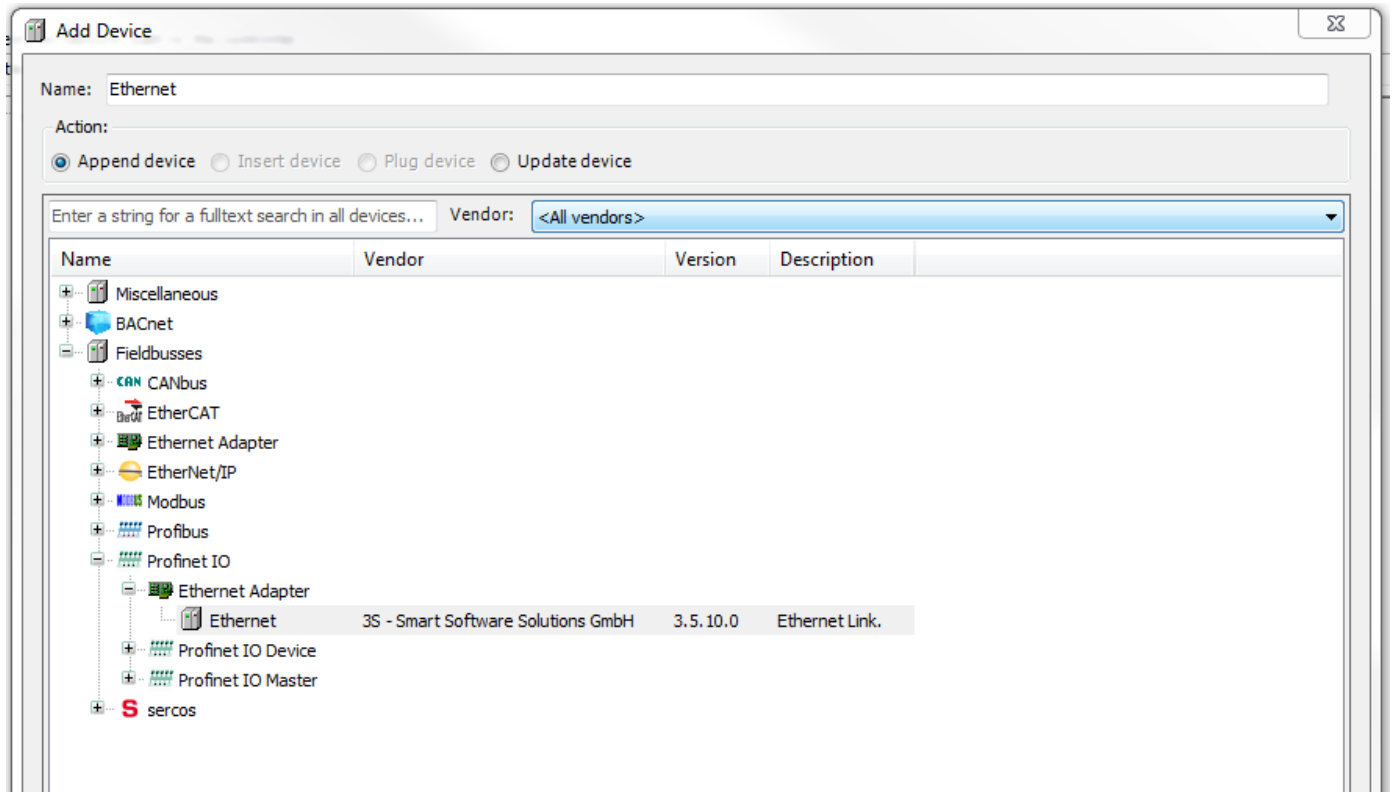 Add Device
Name: Ethernet
Action:
Append device Insert device Plug device Update device
Enter a string for a fulltext search in all devices... Vendor: <All vendors>
Name Vendor Version Description
Miscellaneous
BACnet
Fieldbusses
CAN CANbus
EtherCAT EtherCAT
Ethernet Adapter
EtherNet/IP
MODBUS Modbus
Profibus
Profinet IO
Ethernet Adapter
Ethernet 3S - Smart Software Solutions GmbH 3.5.10.0 Ethernet Link.
Profinet IO Device
Profinet IO Master
S sercos